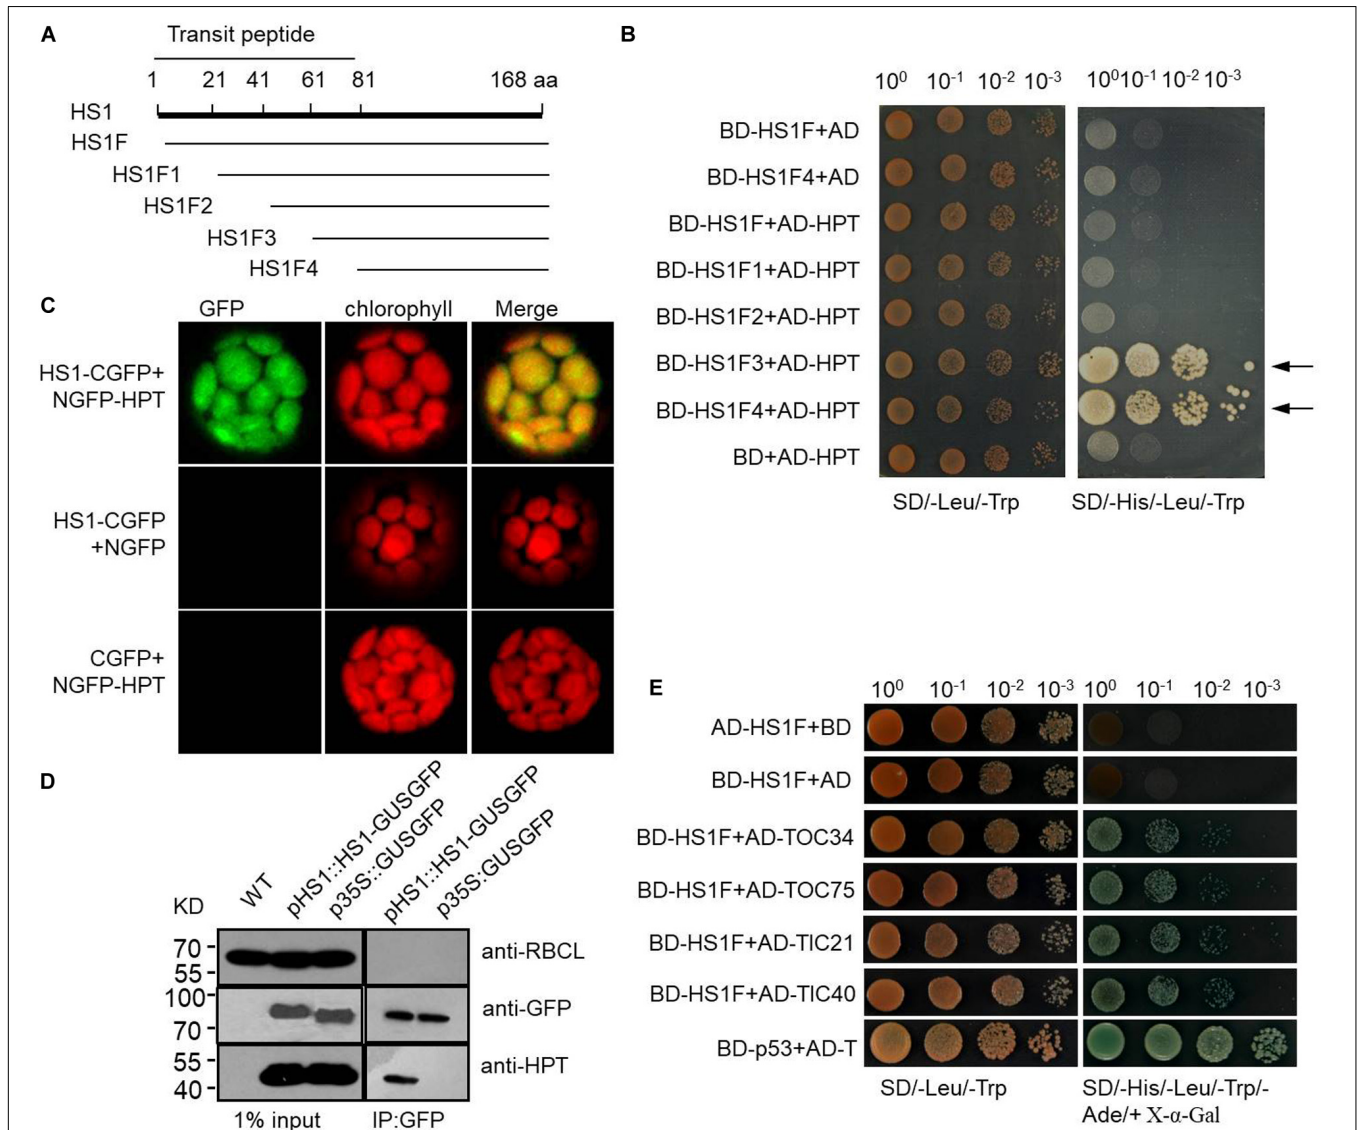 A
Transit peptide
1 21 41 61 81 168 aa
HS1
HS1F
HS1F1
HS1F2
HS1F3
HS1F4
B
10⁰ 10⁻¹ 10⁻² 10⁻³ 10⁰ 10⁻¹ 10⁻² 10⁻³
BD-HS1F+AD
BD-HS1F4+AD
BD-HS1F+AD-HPT
BD-HS1F1+AD-HPT
BD-HS1F2+AD-HPT
BD-HS1F3+AD-HPT
BD-HS1F4+AD-HPT
BD+AD-HPT
SD/-Leu/-Trp SD/-His/-Leu/-Trp
C
GFP chlorophyll Merge
HS1-CGFP+
NGFP-HPT
HS1-CGFP
+NGFP
CGFP+
NGFP-HPT
D
WT
pHS1::HS1-GUSGFP
p35S::GUSGFP
pHS1::HS1-GUSGFP
p35S:GUSGFP
KD
70
55
anti-RBCL
100
70
anti-GFP
55
40
anti-HPT
1% input IP:GFP
E
10⁰ 10⁻¹ 10⁻² 10⁻³ 10⁰ 10⁻¹ 10⁻² 10⁻³
AD-HS1F+BD
BD-HS1F+AD
BD-HS1F+AD-TOC34
BD-HS1F+AD-TOC75
BD-HS1F+AD-TIC21
BD-HS1F+AD-TIC40
BD-p53+AD-T
SD/-Leu/-Trp
SD/-His/-Leu/-Trp/-
Ade/+ X-α-Gal